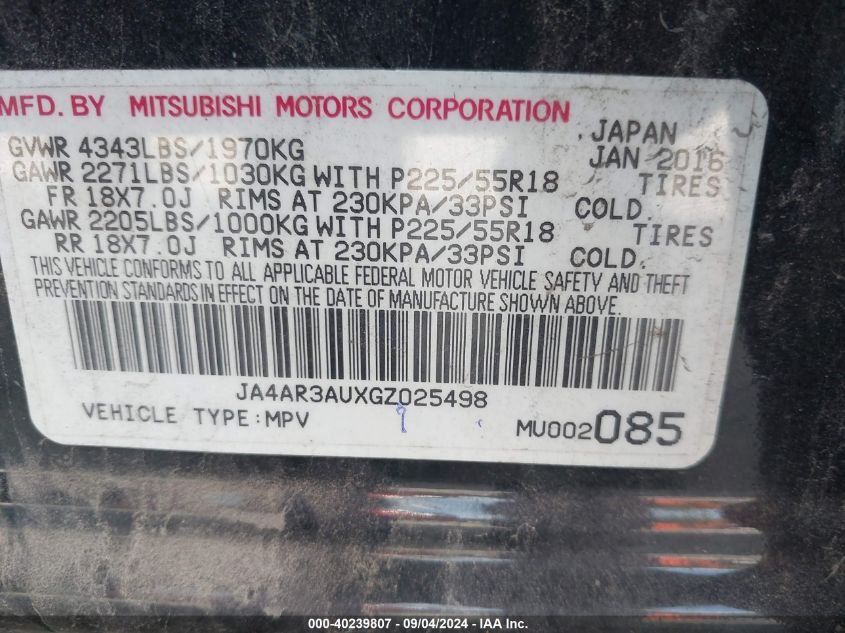 MFD. BY MITSUBISHI MOTORS CORPORATION
, JAPAN
GVWR 4343LBS/1970KG JAN 2016
GAWR 2271LBS/1030KG WITH P225/55R18 TIRES
FR 18X7.0J RIMS AT 230KPA/33PSI COLD.
GAWR 2205LBS/1000KG WITH P225/55R18 TIRES
RR 18X7.0J RIMS AT 230KPA/33PSI COLD.
THIS VEHICLE CONFORMS TO ALL APPLICABLE FEDERAL MOTOR VEHICLE SAFETY AND THEFT
PREVENTION STANDARDS IN EFFECT ON THE DATE OF MANUFACTURE SHOWN ABOVE.
JA4AR3AUXGZ025498
VEHICLE TYPE:MPV MU002085
000-40239807 - 09/04/2024 - IAA Inc.